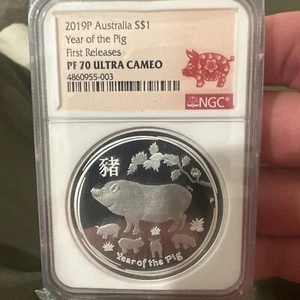 2019P Australia S$1
Year of the Pig
First Releases
PF 70 ULTRA CAMEO
4860955-003
NGC
豬
P
Year of the Pig